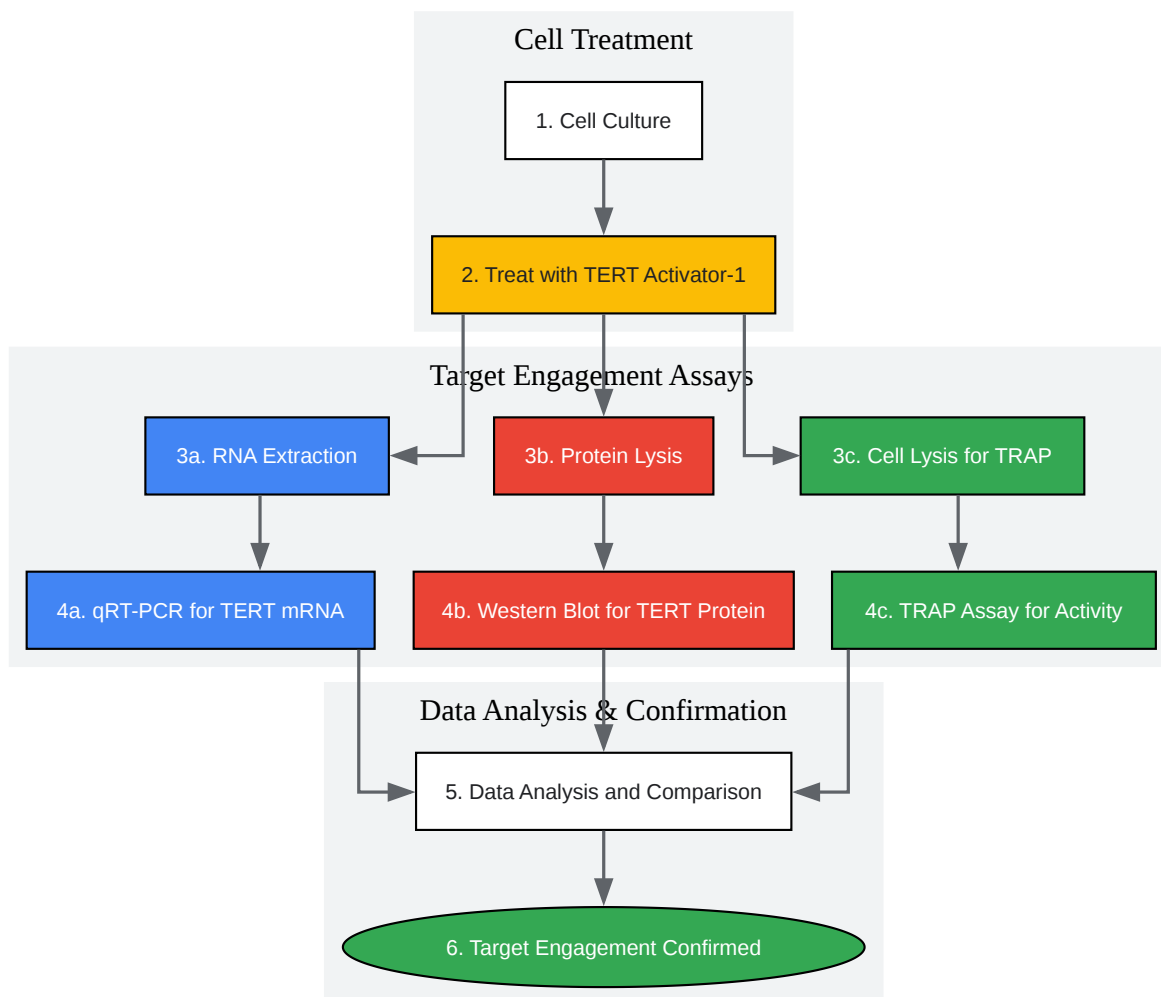 Cell Treatment
1. Cell Culture
2. Treat with TERT Activator-1
Target Engagement Assays
3a. RNA Extraction
3b. Protein Lysis
3c. Cell Lysis for TRAP
4a. qRT-PCR for TERT mRNA
4b. Western Blot for TERT Protein
4c. TRAP Assay for Activity
Data Analysis & Confirmation
5. Data Analysis and Comparison
6. Target Engagement Confirmed